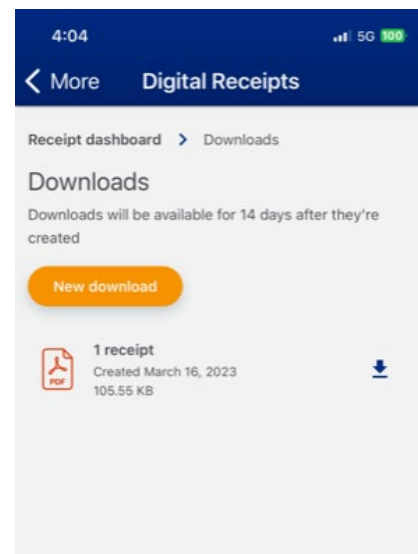 4:04
5G 100
More Digital Receipts
Receipt dashboard > Downloads
Downloads
Downloads will be available for 14 days after they're
created
New download
PDF
1 receipt
Created March 16, 2023
105.55 KB